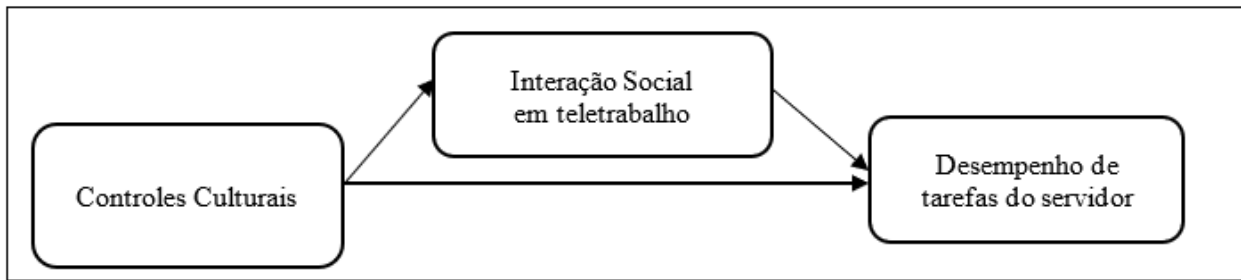 Interação Social
em teletrabalho
Controles Culturais
Desempenho de
tarefas do servidor